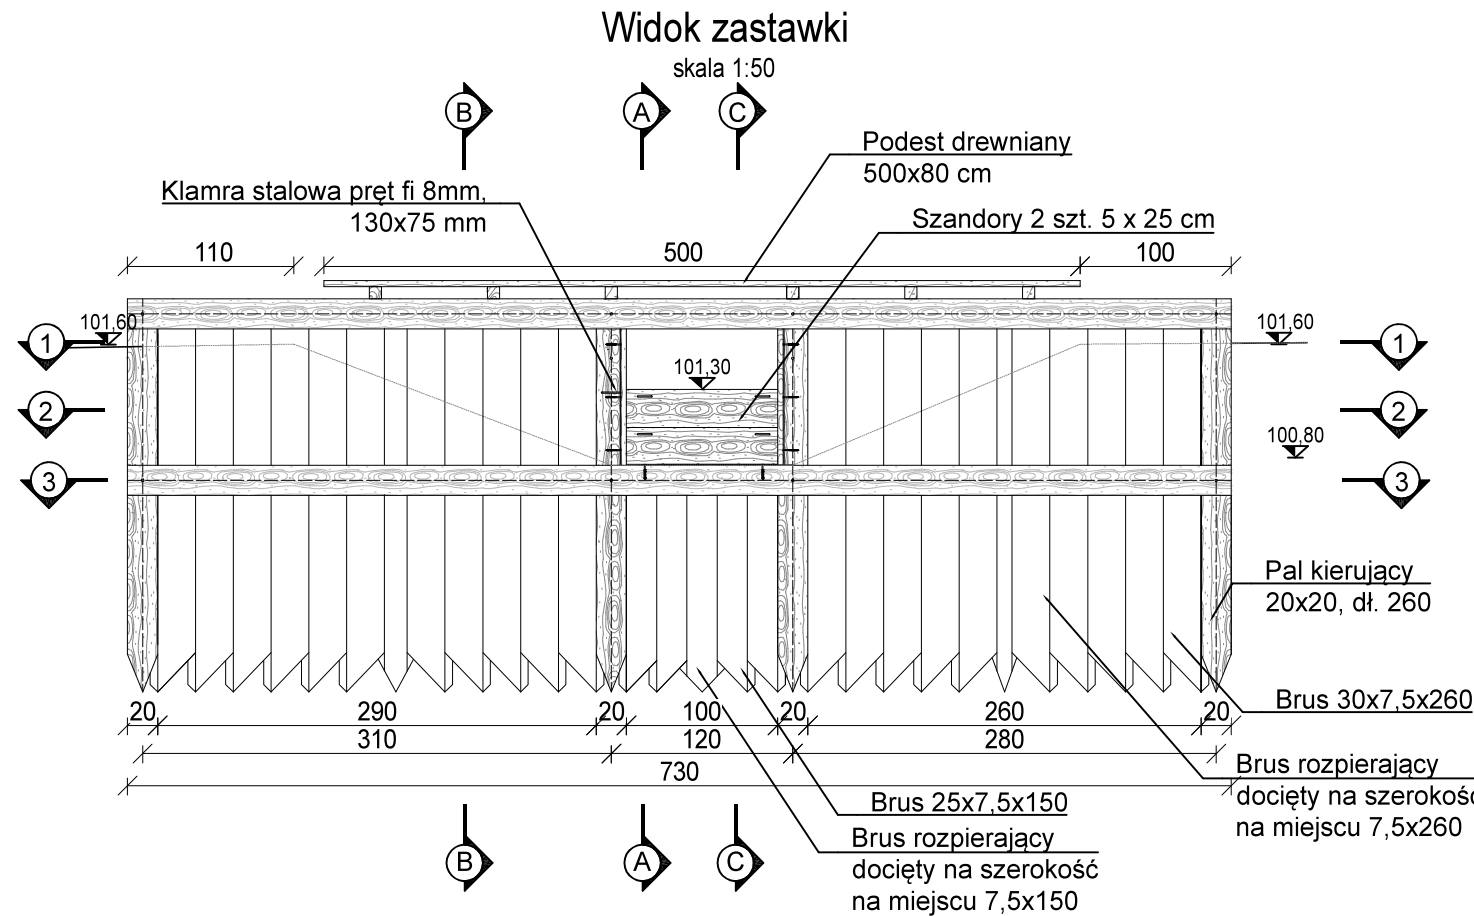 Widok zastawki
skala 1:50
B
A
C
Podest drewniany
500x80 cm
Klamra stalowa pręt fi 8mm,
130x75 mm
Szandory 2 szt. 5 x 25 cm
110
500
100
101,60
101,60
1
1
101,30
2
2
100,80
3
3
Pal kierujący
20x20, dł. 260
Brus 30x7,5x260
20
290
20
100
20
260
20
310
120
280
730
Brus rozpierający
docięty na szerokość
na miejscu 7,5x260
Brus 25x7,5x150
Brus rozpierający
docięty na szerokość
na miejscu 7,5x150
B
A
C